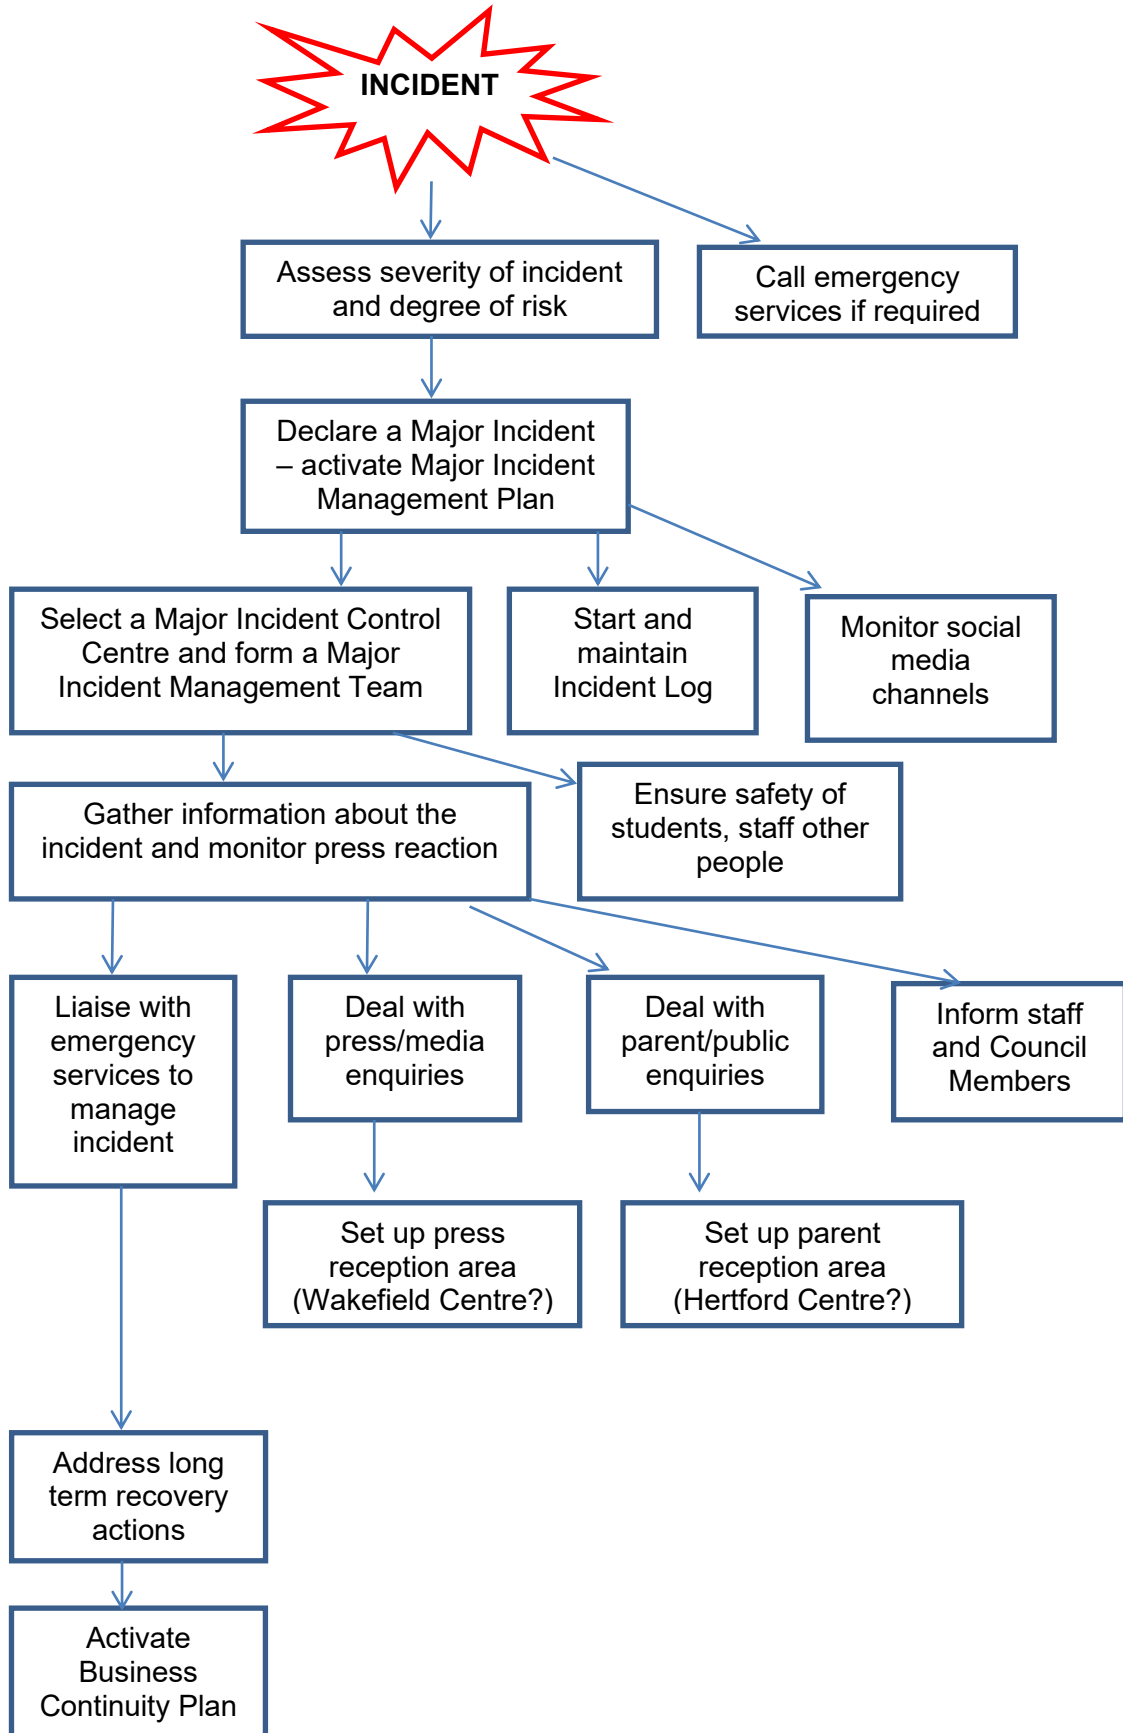 INCIDENT
Assess severity of incident
and degree of risk
Call emergency
services if required
Declare a Major Incident
– activate Major Incident
Management Plan
Select a Major Incident Control
Centre and form a Major
Incident Management Team
Start and
maintain
Incident Log
Monitor social
media
channels
Gather information about the
incident and monitor press reaction
Ensure safety of
students, staff other
people
Liaise with
emergency
services to
manage
incident
Deal with
press/media
enquiries
Deal with
parent/public
enquiries
Inform staff
and Council
Members
Set up press
reception area
(Wakefield Centre?)
Set up parent
reception area
(Hertford Centre?)
Address long
term recovery
actions
Activate
Business
Continuity Plan